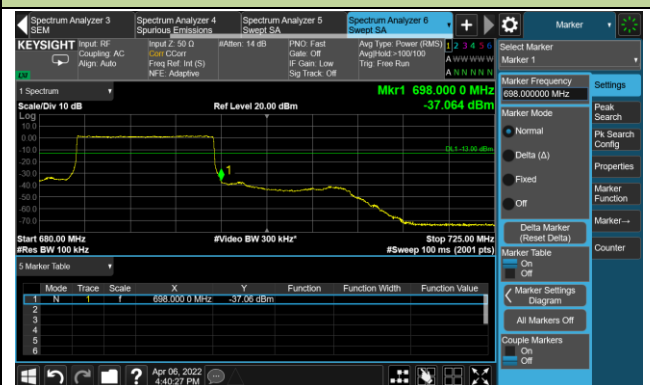 Spectrum Analyzer 3
SEM
Spectrum Analyzer 4
Spurious Emissions
Spectrum Analyzer 5
Swept SA
Spectrum Analyzer 6
Swept SA
Marker
KEYSIGHT
Input: RF
Coupling: AC
Align: Auto
Input Z: 50 Ω
Corr CCorr
Freq Ref: Int (S)
NFE: Adaptive
#Atten: 14 dB
PNO: Fast
Gate: Off
IF Gain: Low
Sig Track: Off
Avg Type: Power (RMS)
Avg|Hold:>100/100
Trig: Free Run
1 2 3 4 5 6
A W W W W W
A N N N N N
Select Marker
Marker 1
LW
1 Spectrum
Scale/Div 10 dB
Log
Ref Level 20.00 dBm
Mkr1 698.000 0 MHz
-37.064 dBm
10.0
0.00
-10.0
-20.0
-30.0
-40.0
-50.0
-60.0
-70.0
DL1 -13.00 dBm
1
Start 680.00 MHz
#Res BW 100 kHz
#Video BW 300 kHz*
Stop 725.00 MHz
#Sweep 100 ms (2001 pts)
5 Marker Table
Mode Trace Scale X Y Function Function Width Function Value
1 N 1 f 698.000 0 MHz -37.06 dBm
2
3
4
5
6
Marker Frequency
698.000000 MHz
Marker Mode
Normal
Delta (Δ)
Fixed
Off
Delta Marker
(Reset Delta)
Marker Table
On
Off
Marker Settings
Diagram
All Markers Off
Couple Markers
On
Off
Settings
Peak
Search
Pk Search
Config
Properties
Marker
Function
Marker→
Counter
Apr 06, 2022
4:40:27 PM